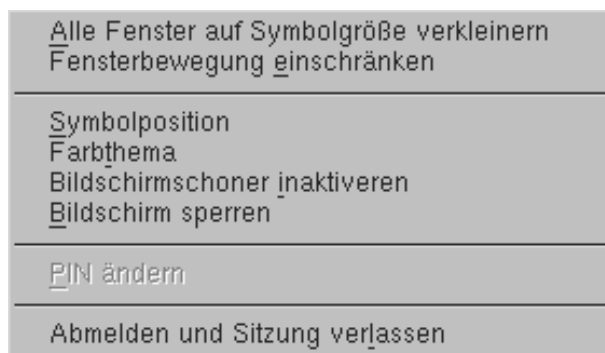 Alle Fenster auf Symbolgröße verkleinern
Fensterbewegung einschränken
Symbolposition
Farbthema
Bildschirmschoner inaktiveren
Bildschirm sperren
PIN ändern
Abmelden und Sitzung verlassen